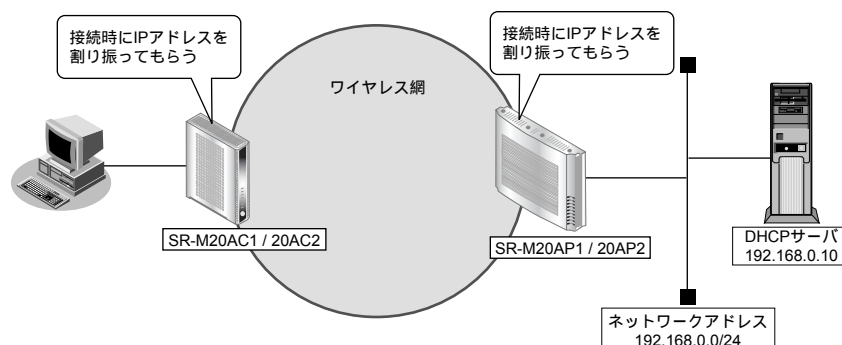 接続時にIPアドレスを
割り振ってもらう
接続時にIPアドレスを
割り振ってもらう
ワイヤレス網
SR-M20AC1 / 20AC2
SR-M20AP1 / 20AP2
DHCPサーバ
192.168.0.10
ネットワークアドレス
192.168.0.0/24